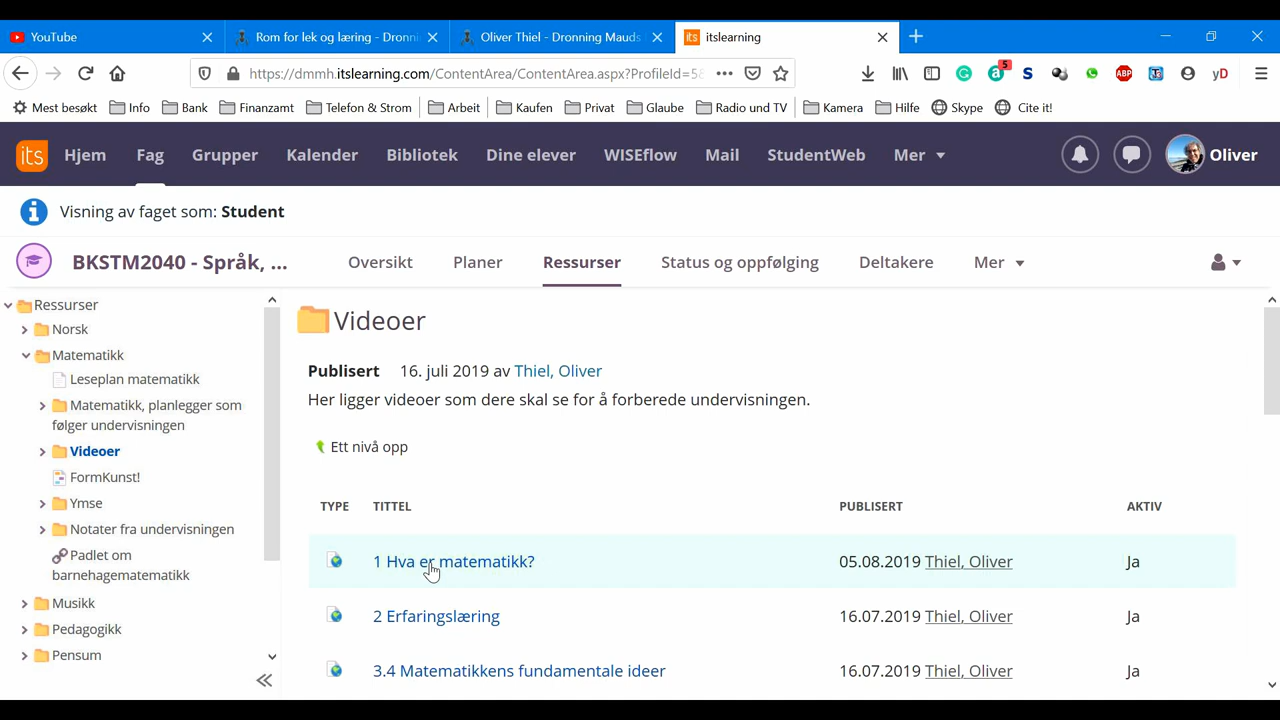 YouTube
Rom for lek og læring - Dronni
Oliver Thiel - Dronning Mauds
its itslearning
https://dmmh.itslearning.com/ContentArea/ContentArea.aspx?ProfileId=58
5
S
ABP
yD
Mest besøkt Info Bank Finanzamt Telefon & Strom Arbeit Kaufen Privat Glaube Radio und TV Kamera Hilfe Skype Cite it!
its Hjem Fag Grupper Kalender Bibliotek Dine elever WISEflow Mail StudentWeb Mer Oliver
Visning av faget som: Student
BKSTM2040 - Språk, ... Oversikt Planer Ressurser Status og oppfølging Deltakere Mer
Ressurser
Norsk
Matematikk
Leseplan matematikk
Matematikk, planlegger som
følger undervisningen
Videoer
FormKunst!
Ymse
Notater fra undervisningen
Padlet om
barnehagematematikk
Musikk
Pedagogikk
Pensum
Videoer
Publisert 16. juli 2019 av Thiel, Oliver
Her ligger videoer som dere skal se for å forberede undervisningen.
Ett nivå opp
TYPE TITTEL PUBLISERT AKTIV
1 Hva er matematikk? 05.08.2019 Thiel, Oliver Ja
2 Erfaringslæring 16.07.2019 Thiel, Oliver Ja
3.4 Matematikkens fundamentale ideer 16.07.2019 Thiel, Oliver Ja